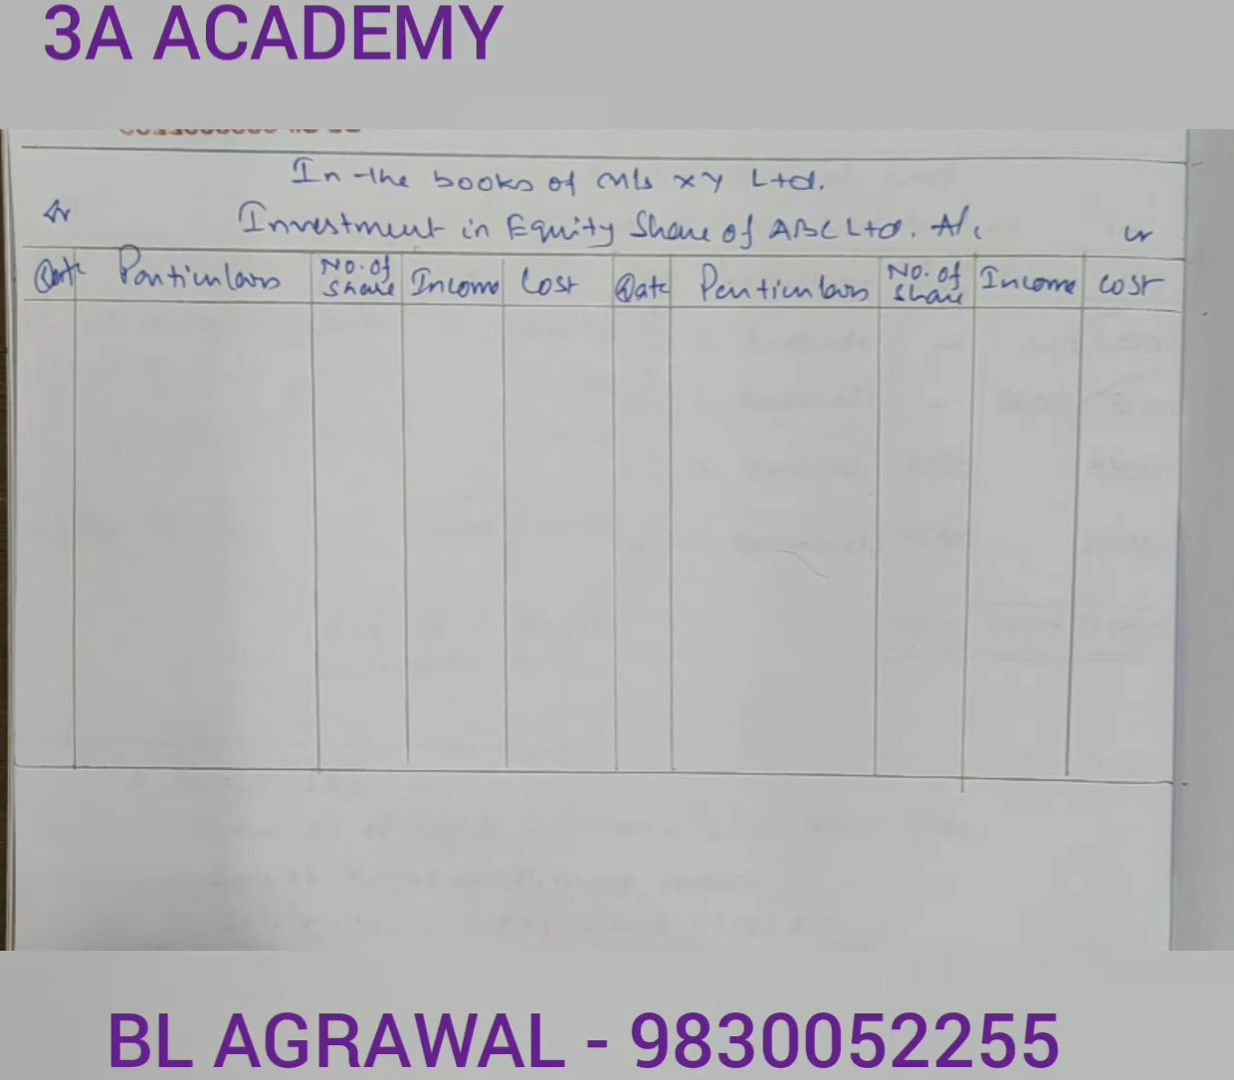 3A ACADEMY
In the books of M/s XY Ltd.
Dr Investment in Equity Share of ABC Ltd. A/c Cr
Date Particulars No. of Share Income Cost Date Particulars No. of Share Income Cost
BL AGRAWAL - 9830052255